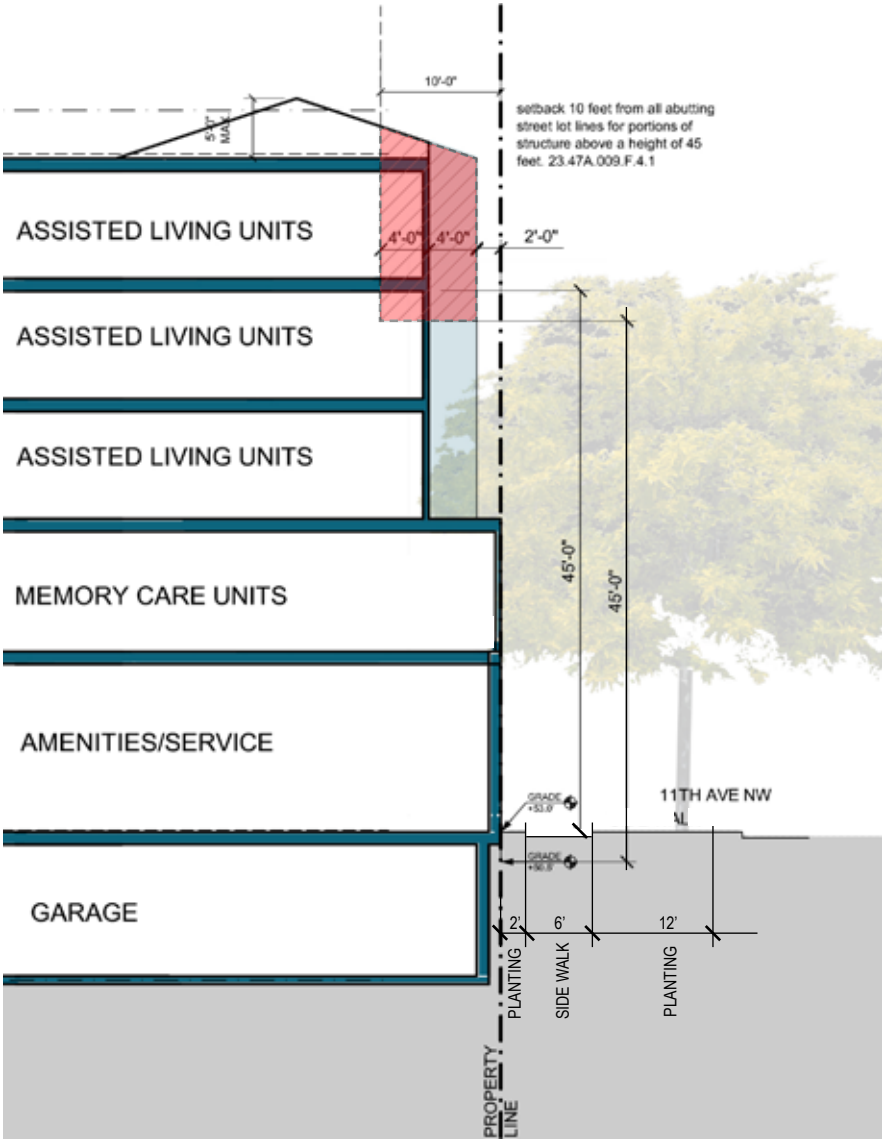 10'-0"
setback 10 feet from all abutting
street lot lines for portions of
structure above a height of 45
feet. 23.47A.009.F.4.1
5'-0"
MAX
ASSISTED LIVING UNITS
4'-0"
4'-0"
2'-0"
ASSISTED LIVING UNITS
ASSISTED LIVING UNITS
45'-0"
45'-0"
MEMORY CARE UNITS
AMENITIES/SERVICE
GRADE
+53.9'
11TH AVE NW
AL
GRADE
GARAGE
2'
6'
12'
PLANTING
SIDE WALK
PLANTING
PROPERTY
LINE